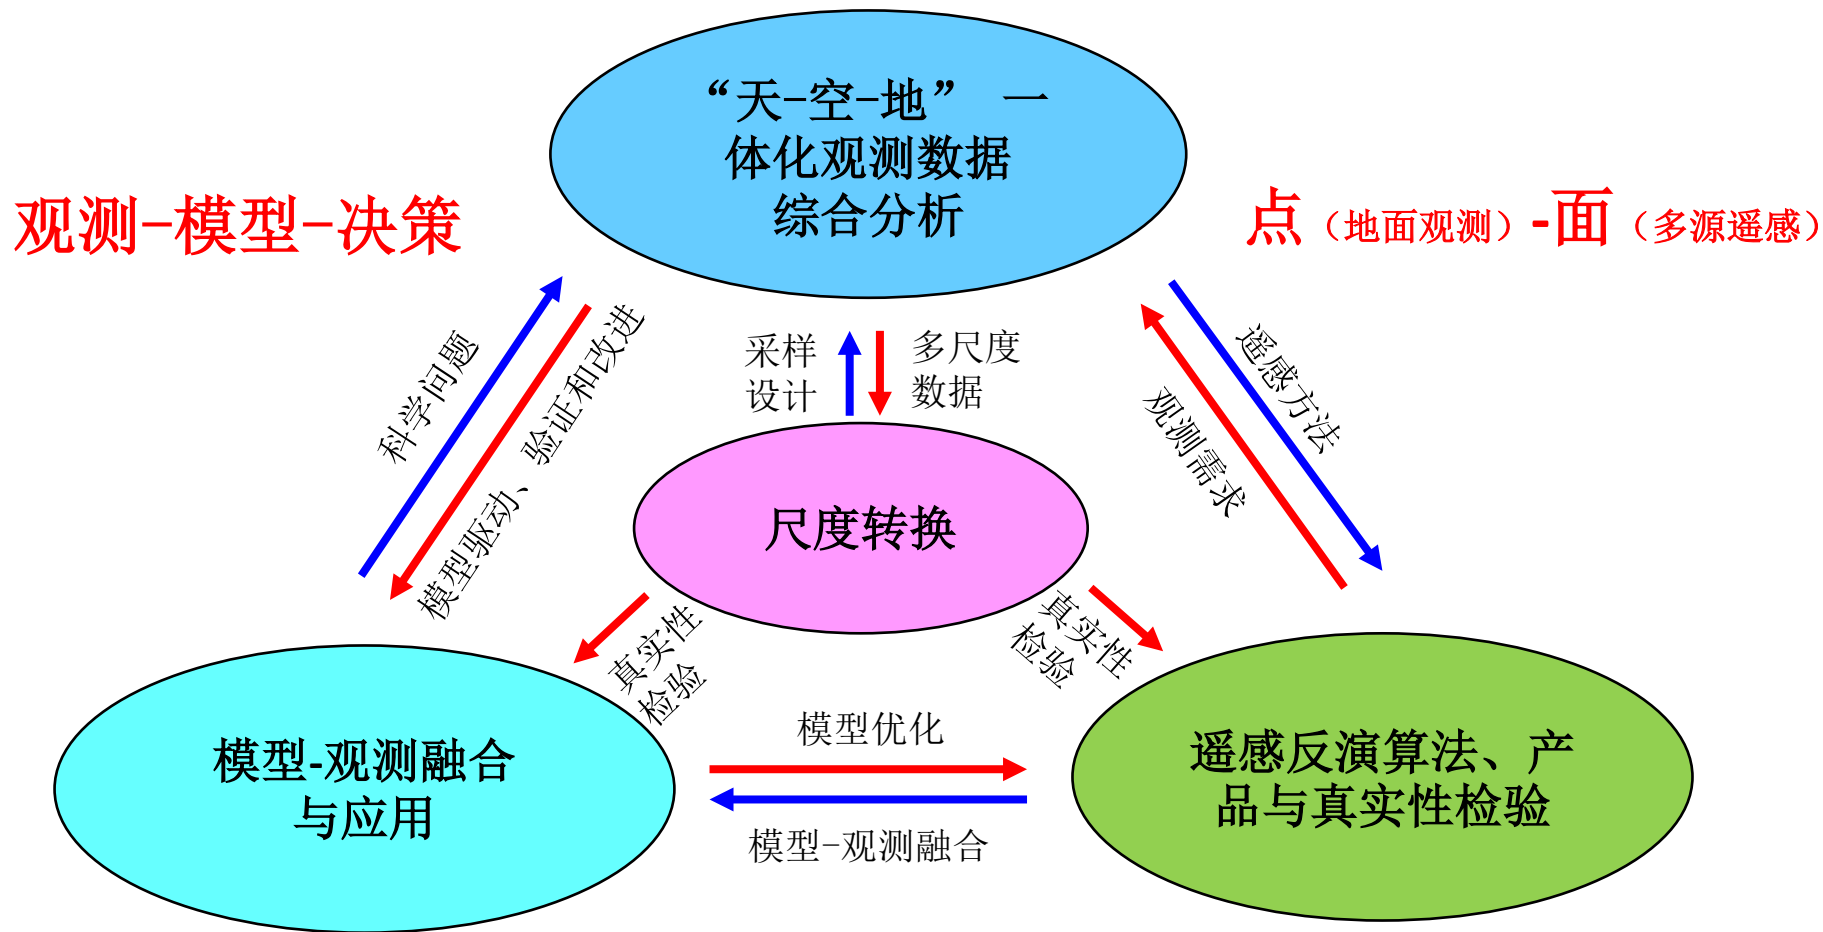 “天-空-地” 一
体化观测数据
综合分析
观测-模型-决策
点（地面观测）-面（多源遥感）
科学问题
模型驱动、验证和改进
采样
设计
多尺度
数据
遥感方法
观测需求
尺度转换
真实性
检验
真实性
检验
模型-观测融合
与应用
模型优化
模型-观测融合
遥感反演算法、产
品与真实性检验